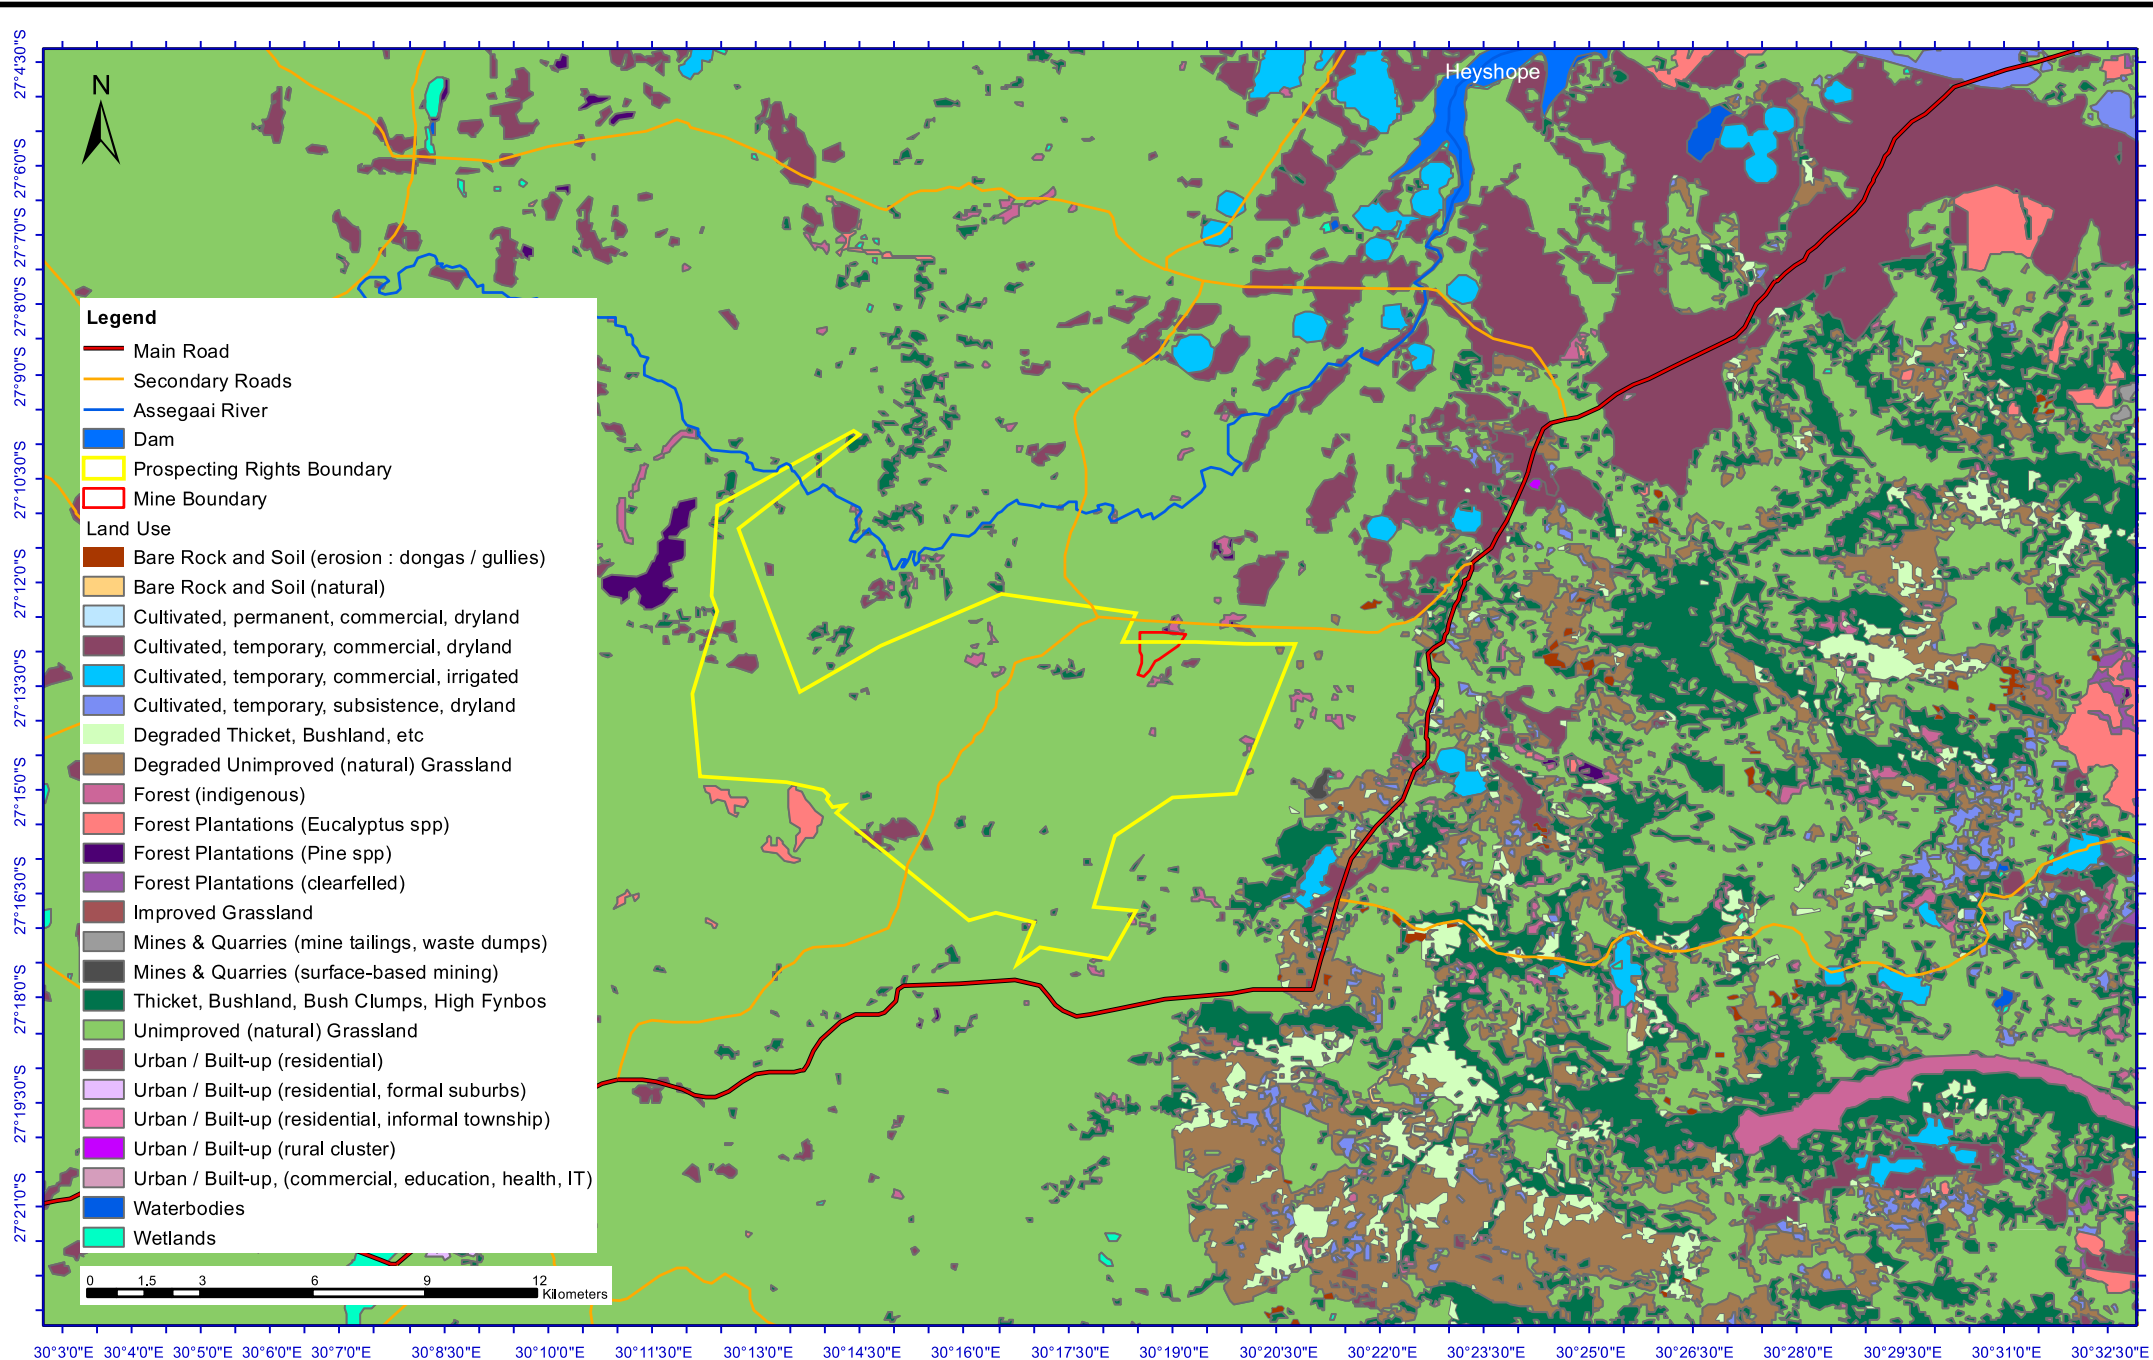 Heyshope
N
Legend
Main Road
Secondary Roads
Assegaai River
Dam
Prospecting Rights Boundary
Mine Boundary
Land Use
Bare Rock and Soil (erosion : dongas / gullies)
Bare Rock and Soil (natural)
Cultivated, permanent, commercial, dryland
Cultivated, temporary, commercial, dryland
Cultivated, temporary, commercial, irrigated
Cultivated, temporary, subsistence, dryland
Degraded Thicket, Bushland, etc
Degraded Unimproved (natural) Grassland
Forest (indigenous)
Forest Plantations (Eucalyptus spp)
Forest Plantations (Pine spp)
Forest Plantations (clearfelled)
Improved Grassland
Mines & Quarries (mine tailings, waste dumps)
Mines & Quarries (surface-based mining)
Thicket, Bushland, Bush Clumps, High Fynbos
Unimproved (natural) Grassland
Urban / Built-up (residential)
Urban / Built-up (residential, formal suburbs)
Urban / Built-up (residential, informal township)
Urban / Built-up (rural cluster)
Urban / Built-up, (commercial, education, health, IT)
Waterbodies
Wetlands
0 1,5 3 6 9 12
Kilometers
27°4'30"S
27°6'0"S
27°7'0"S
27°8'0"S
27°9'0"S
27°10'30"S
27°12'0"S
27°13'30"S
27°15'0"S
27°16'30"S
27°18'0"S
27°19'30"S
27°21'0"S
30°3'0"E 30°4'0"E 30°5'0"E 30°6'0"E 30°7'0"E 30°8'30"E 30°10'0"E 30°11'30"E 30°13'0"E 30°14'30"E 30°16'0"E 30°17'30"E 30°19'0"E 30°20'30"E 30°22'0"E 30°23'30"E 30°25'0"E 30°26'30"E 30°28'0"E 30°29'30"E 30°31'0"E 30°32'30"E